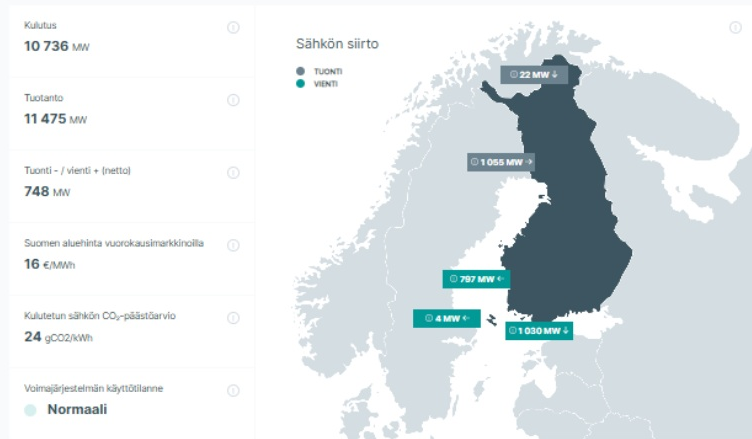 Kulutus
10 736 MW
Tuotanto
11 475 MW
Tuonti - / vienti + (netto)
748 MW
Suomen aluehinta vuorokausimarkkinoilla
16 €/MWh
Kulutetun sähkön CO₂-päästöarvio
24 gCO2/kWh
Voimajärjestelmän käyttötilanne
Normaali
Sähkön siirto
TUONTI
VIENTI
22 MW ↓
1 055 MW →
797 MW ←
4 MW ←
1 030 MW ↓